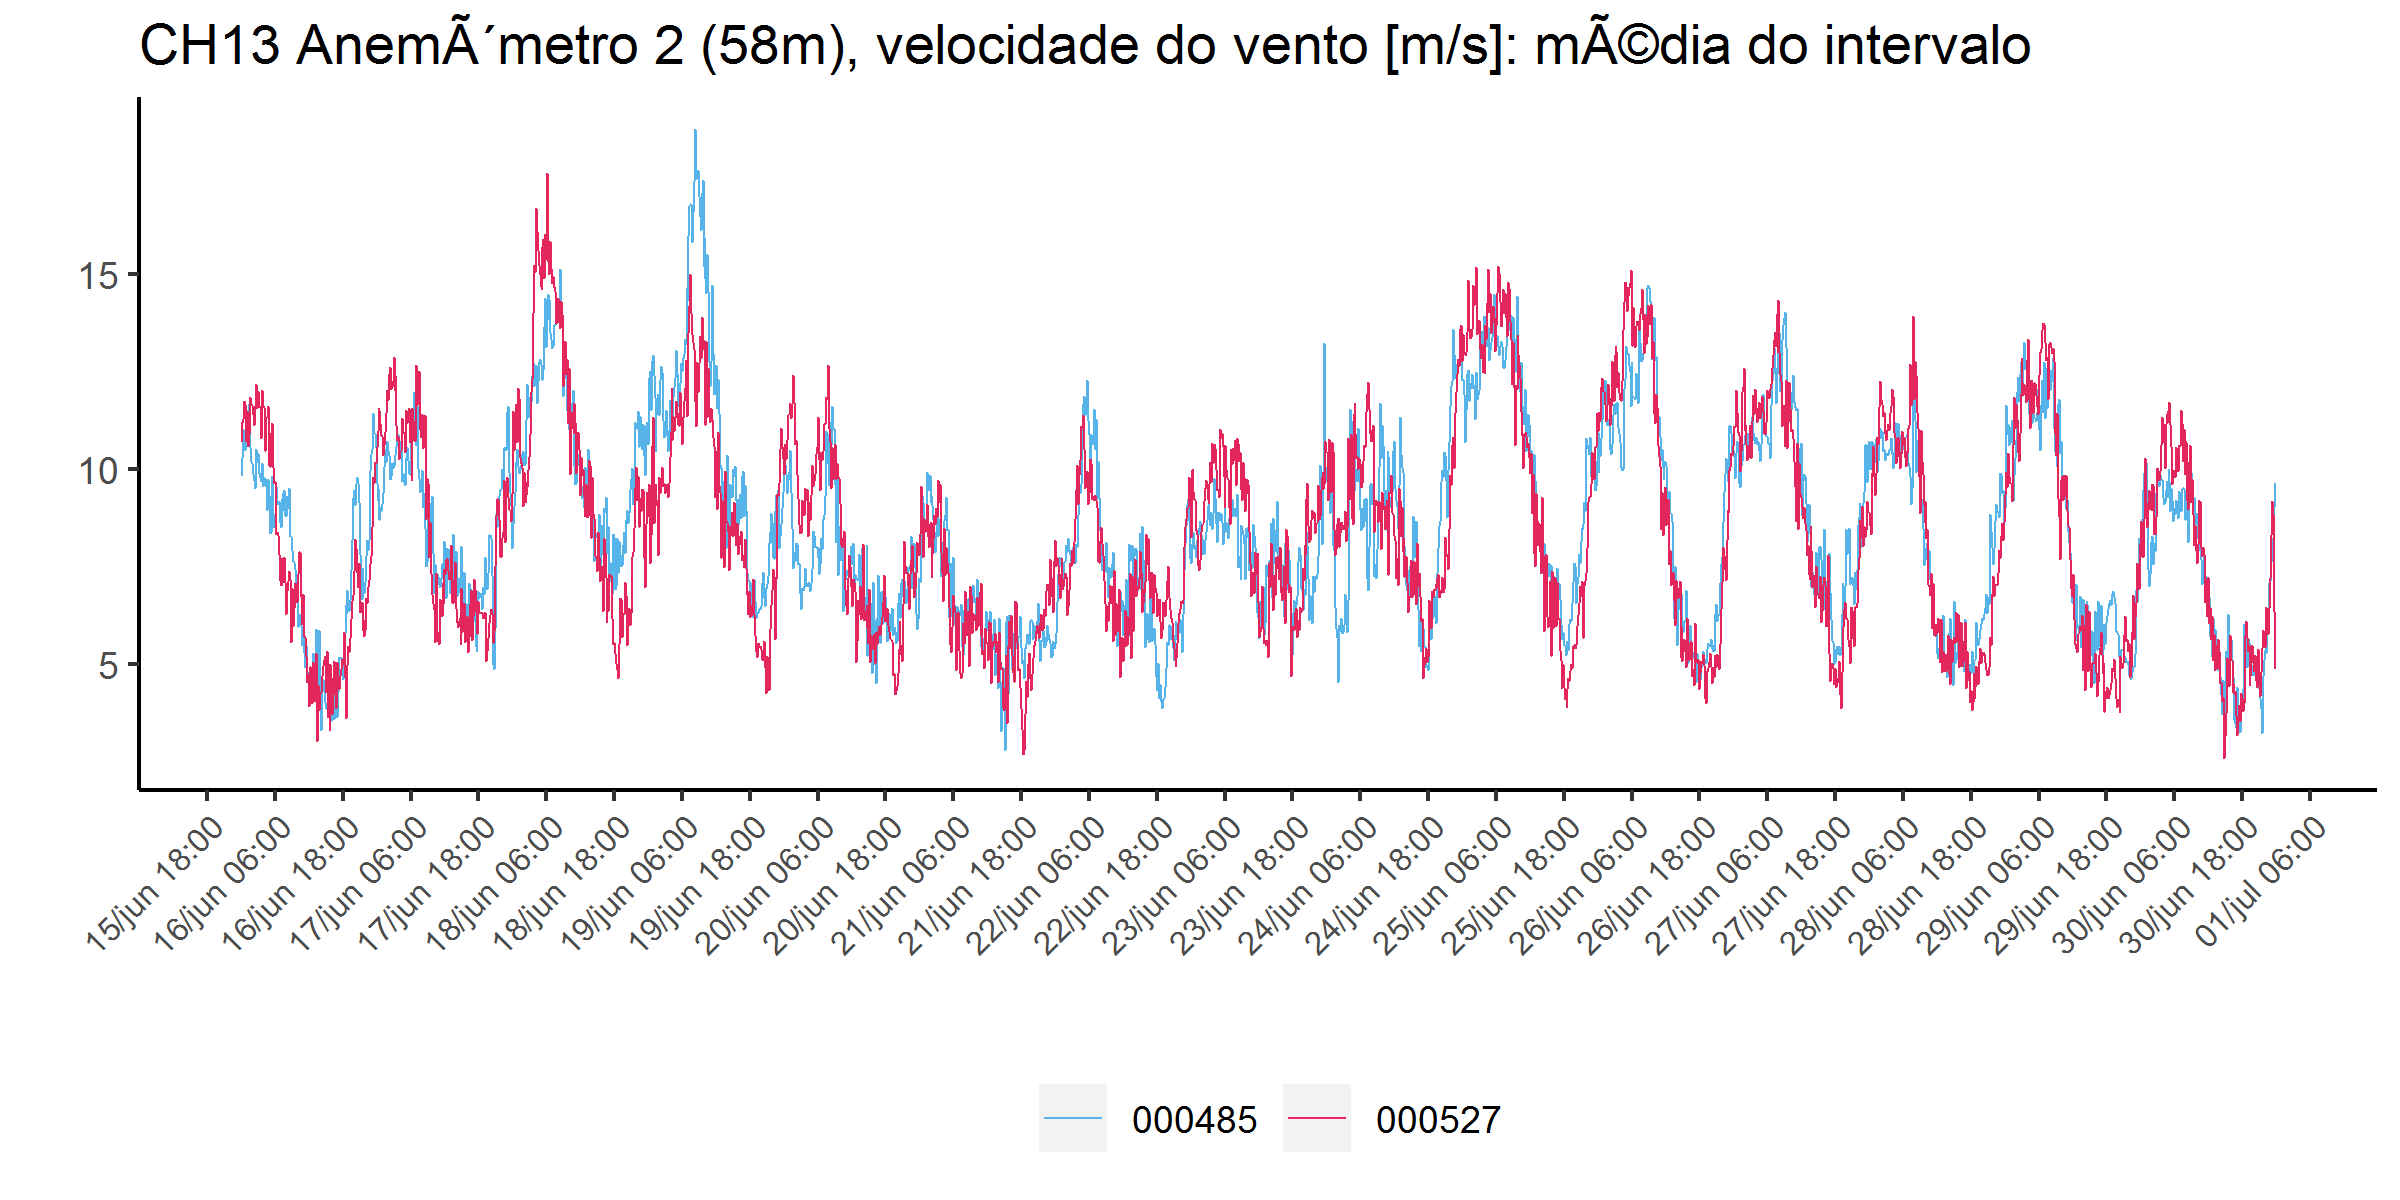 CH13 AnemÃ´metro 2 (58m), velocidade do vento [m/s]: mÃ©dia do intervalo
15
10
5
15/jun 18:00
16/jun 06:00
16/jun 18:00
17/jun 06:00
17/jun 18:00
18/jun 06:00
18/jun 18:00
19/jun 06:00
19/jun 18:00
20/jun 06:00
20/jun 18:00
21/jun 06:00
21/jun 18:00
22/jun 06:00
22/jun 18:00
23/jun 06:00
23/jun 18:00
24/jun 06:00
24/jun 18:00
25/jun 06:00
25/jun 18:00
26/jun 06:00
26/jun 18:00
27/jun 06:00
27/jun 18:00
28/jun 06:00
28/jun 18:00
29/jun 06:00
29/jun 18:00
30/jun 06:00
30/jun 18:00
01/jul 06:00
000485 000527